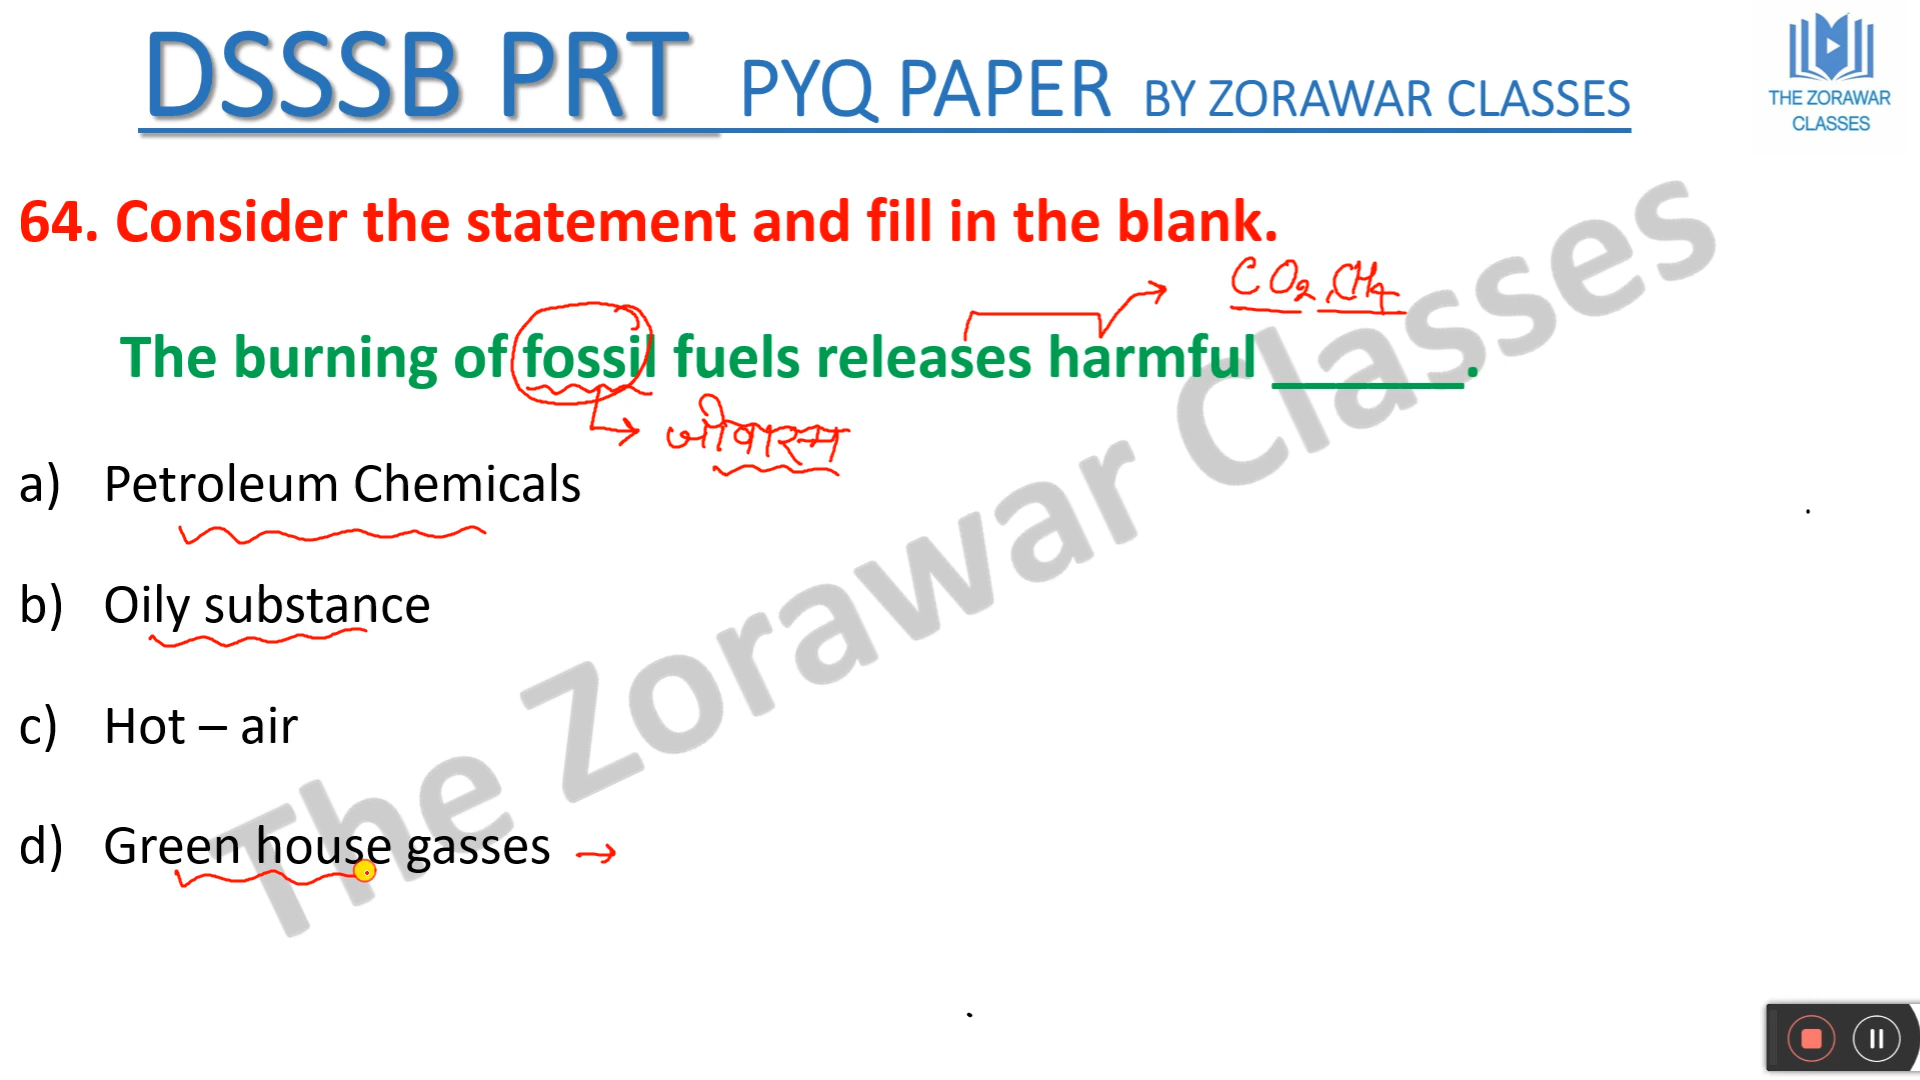 DSSSB PRT PYQ PAPER BY ZORAWAR CLASSES
THE ZORAWAR
CLASSES
64. Consider the statement and fill in the blank.
CO2, CH4
The burning of fossil fuels releases harmful ________.
जीवाश्म
a) Petroleum Chemicals
b) Oily substance
c) Hot – air
d) Green house gasses
The Zorawar Classes